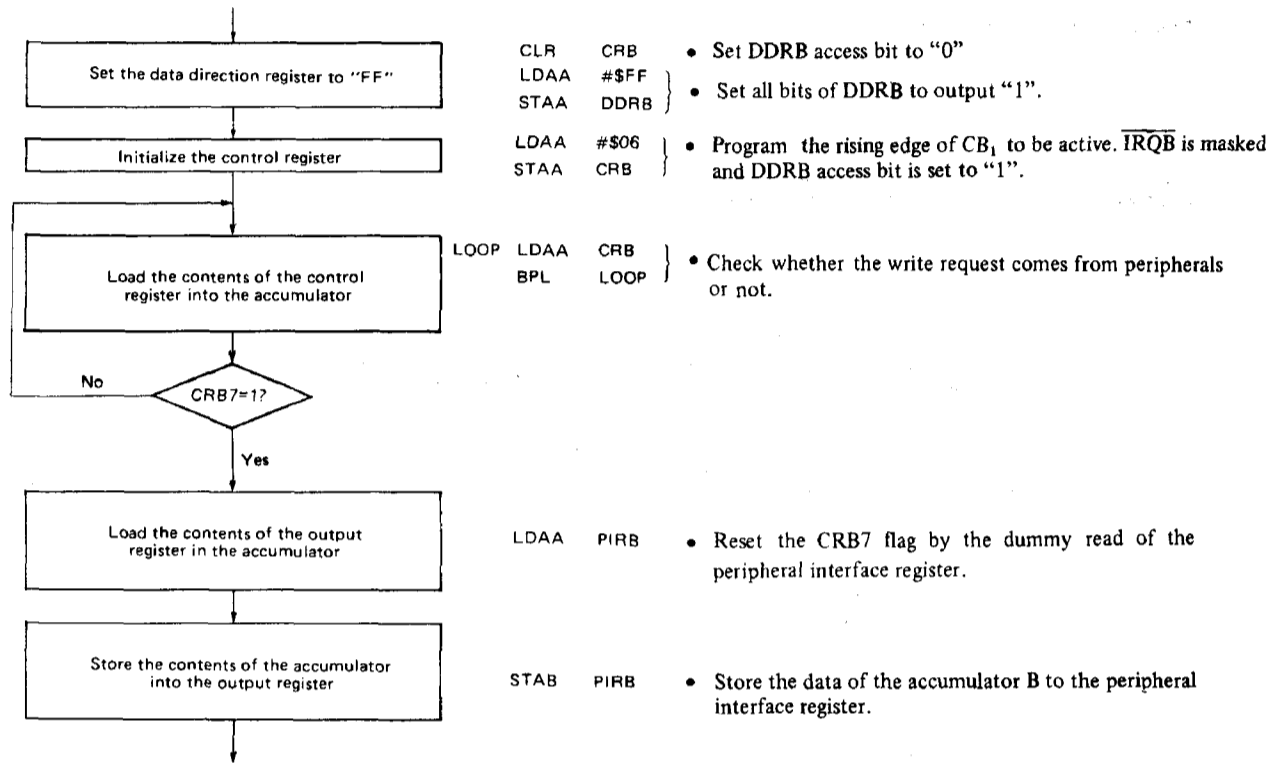 Set the data direction register to "FF"
CLR CRB • Set DDRB access bit to "0"
LDAA #$FF
STAA DDRB
• Set all bits of DDRB to output "1".
Initialize the control register
LDAA #$06
STAA CRB
• Program the rising edge of CB1 to be active. IRQB is masked
and DDRB access bit is set to "1".
Load the contents of the control
register into the accumulator
LOOP LDAA CRB
BPL LOOP
• Check whether the write request comes from peripherals
or not.
No
CRB7=1?
Yes
Load the contents of the output
register in the accumulator
LDAA PIRB • Reset the CRB7 flag by the dummy read of the
peripheral interface register.
Store the contents of the accumulator
into the output register
STAB PIRB • Store the data of the accumulator B to the peripheral
interface register.